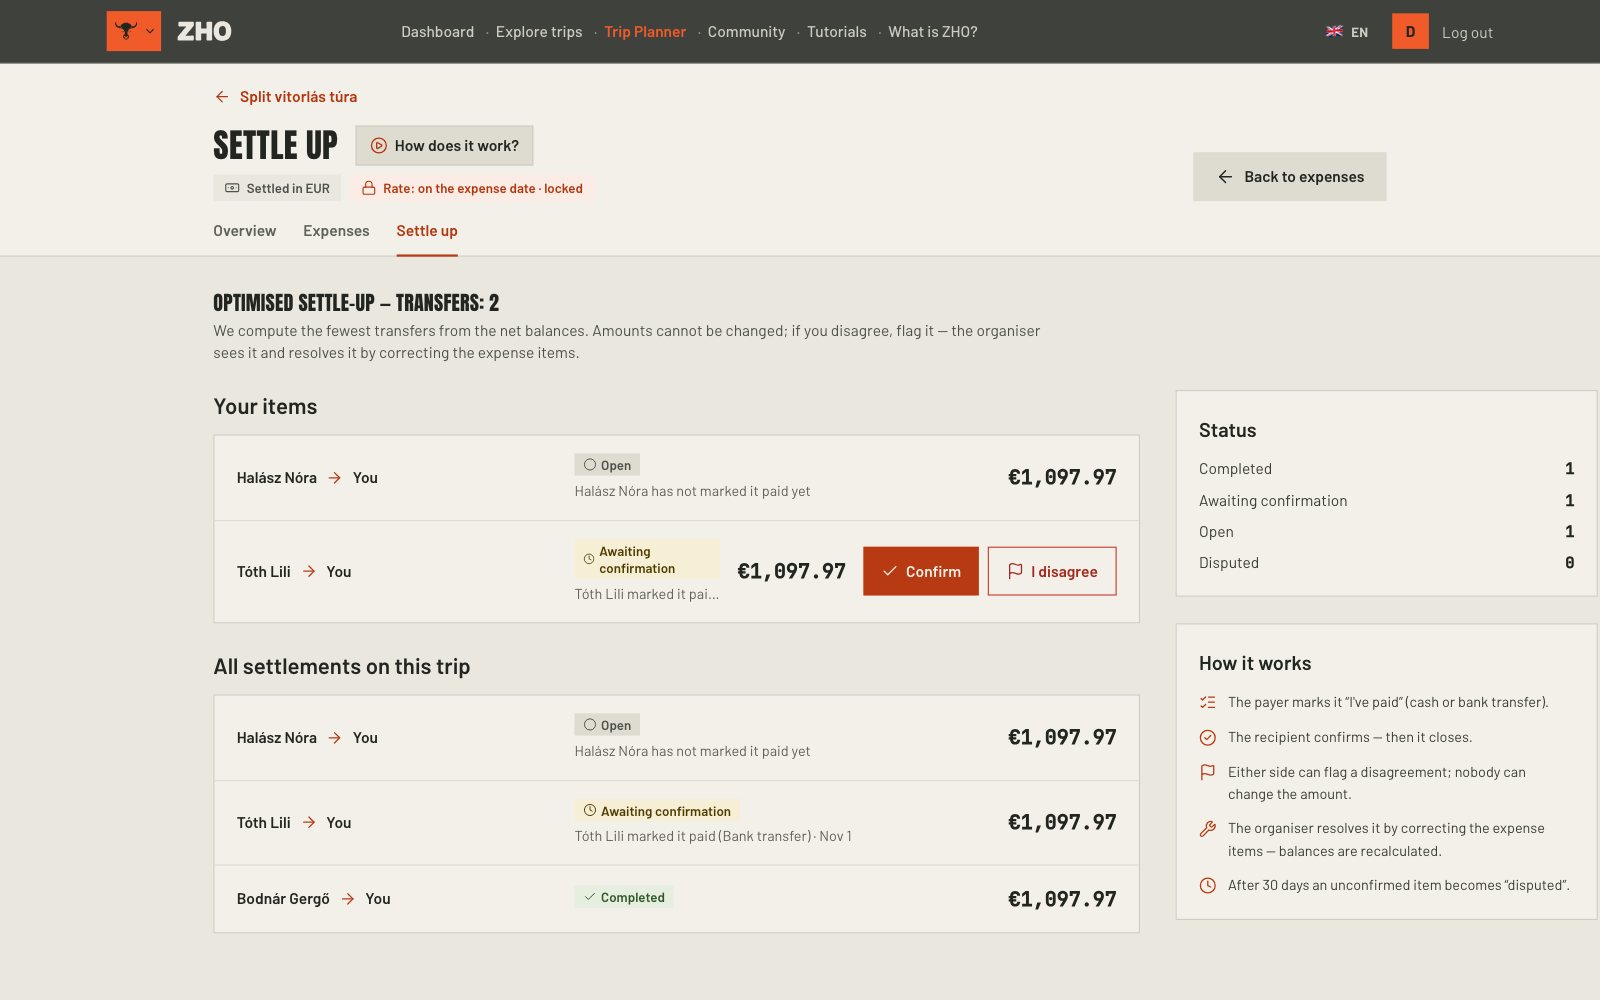 ZHO
Dashboard · Explore trips · Trip Planner · Community · Tutorials · What is ZHO?
EN
D
Log out
Split vitorlás túra
SETTLE UP
How does it work?
Settled in EUR
Rate: on the expense date · locked
Back to expenses
Overview
Expenses
Settle up
OPTIMISED SETTLE-UP – TRANSFERS: 2
We compute the fewest transfers from the net balances. Amounts cannot be changed; if you disagree, flag it — the organiser
sees it and resolves it by correcting the expense items.
Your items
Halász Nóra → You
Open
Halász Nóra has not marked it paid yet
€1,097.97
Tóth Lili → You
Awaiting
confirmation
Tóth Lili marked it pai...
€1,097.97
Confirm
I disagree
All settlements on this trip
Halász Nóra → You
Open
Halász Nóra has not marked it paid yet
€1,097.97
Tóth Lili → You
Awaiting confirmation
Tóth Lili marked it paid (Bank transfer) · Nov 1
€1,097.97
Bodnár Gergő → You
Completed
€1,097.97
Status
Completed 1
Awaiting confirmation 1
Open 1
Disputed 0
How it works
The payer marks it “I've paid” (cash or bank transfer).
The recipient confirms — then it closes.
Either side can flag a disagreement; nobody can
change the amount.
The organiser resolves it by correcting the expense
items — balances are recalculated.
After 30 days an unconfirmed item becomes “disputed”.